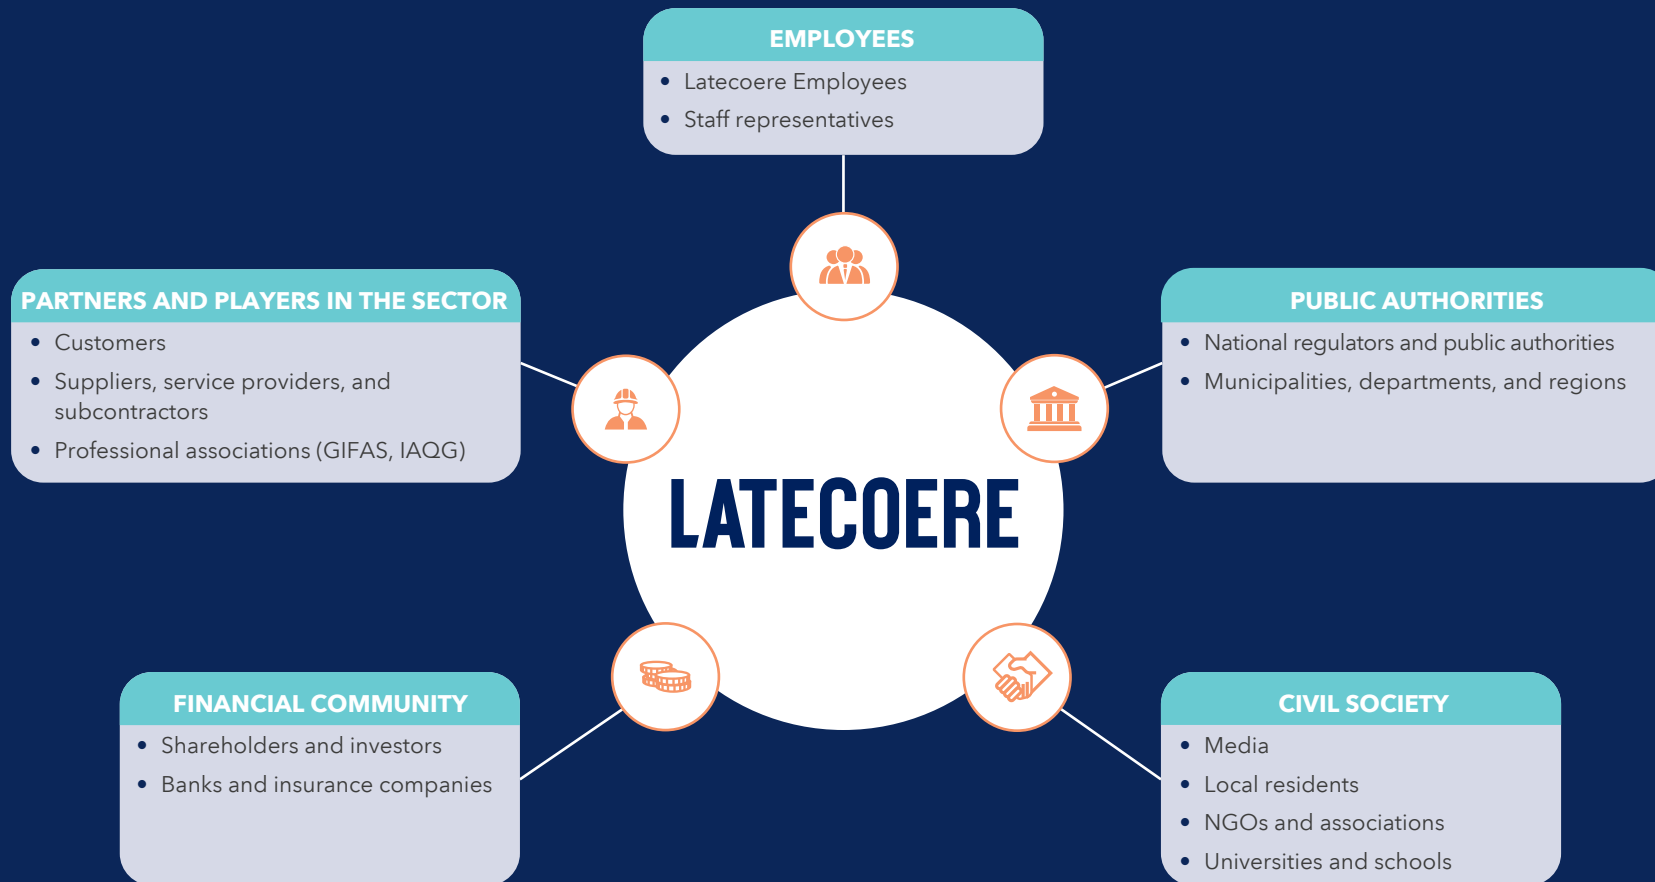 EMPLOYEES
• Latecoere Employees
• Staff representatives
PARTNERS AND PLAYERS IN THE SECTOR
• Customers
• Suppliers, service providers, and
subcontractors
• Professional associations (GIFAS, IAQG)
PUBLIC AUTHORITIES
• National regulators and public authorities
• Municipalities, departments, and regions
LATECOERE
FINANCIAL COMMUNITY
• Shareholders and investors
• Banks and insurance companies
CIVIL SOCIETY
• Media
• Local residents
• NGOs and associations
• Universities and schools